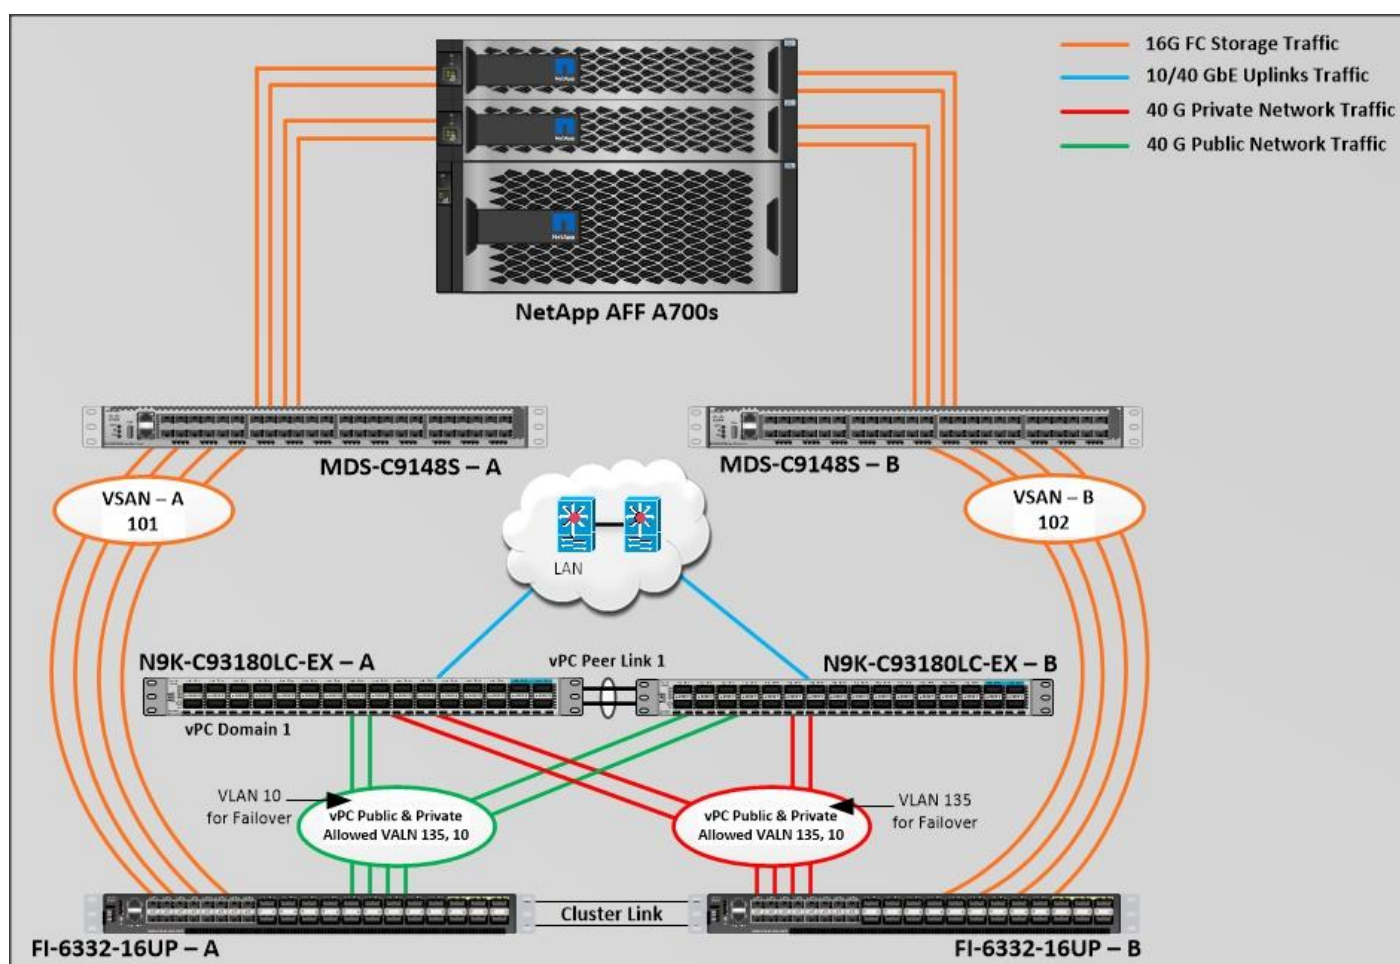 16G FC Storage Traffic
10/40 GbE Uplinks Traffic
40 G Private Network Traffic
40 G Public Network Traffic
NetApp
NetApp
NetApp
NetApp AFF A700s
MDS-C9148S – A
MDS-C9148S – B
VSAN – A
101
VSAN – B
102
LAN
N9K-C93180LC-EX – A
vPC Peer Link 1
N9K-C93180LC-EX – B
vPC Domain 1
VLAN 10
for Failover
vPC Public & Private
Allowed VALN 135, 10
vPC Public & Private
Allowed VALN 135, 10
VLAN 135
for Failover
Cluster Link
FI-6332-16UP – A
FI-6332-16UP – B